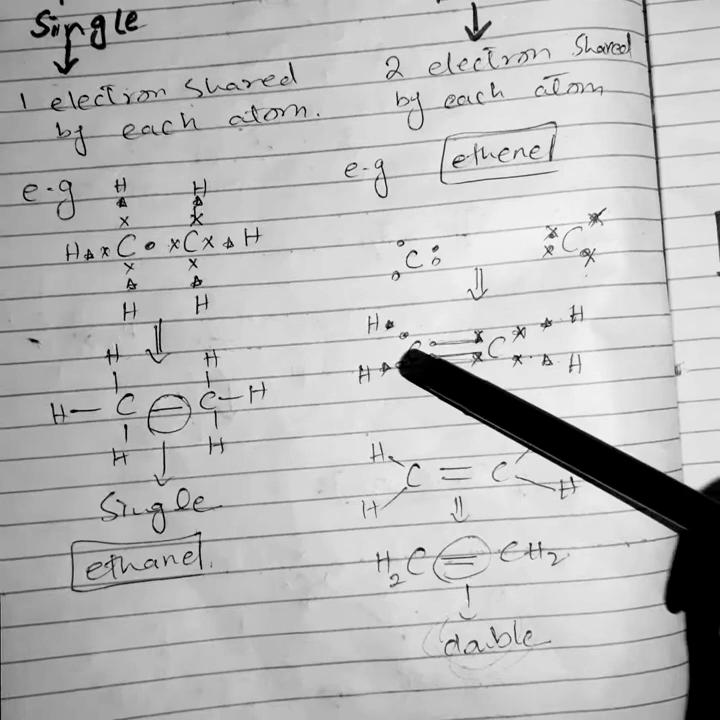 Single
1 electron shared
by each atom.
e-g
H H
H x C • x C x H
x x
H H
H H
H — C — C — H
H H
Single
ethane
2 electron shared
by each atom
e-g ethene
C C
H H
C C
H H
H
C = C
H H
H2C = CH2
double